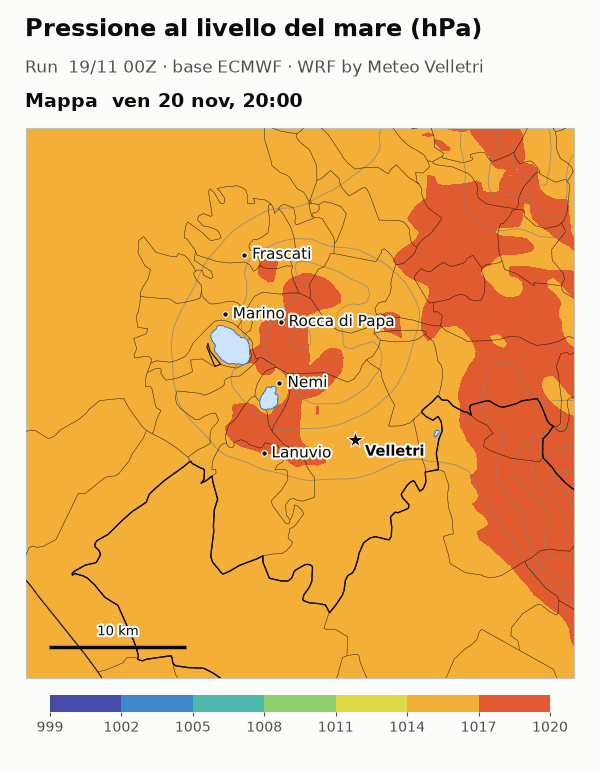 Pressione al livello del mare (hPa)
Run  19/11 00Z · base ECMWF · WRF by Meteo Velletri
Mappa  ven 20 nov, 20:00
Frascati
Marino
Rocca di Papa
Nemi
Velletri
Lanuvio
10 km
999 1002 1005 1008 1011 1014 1017 1020